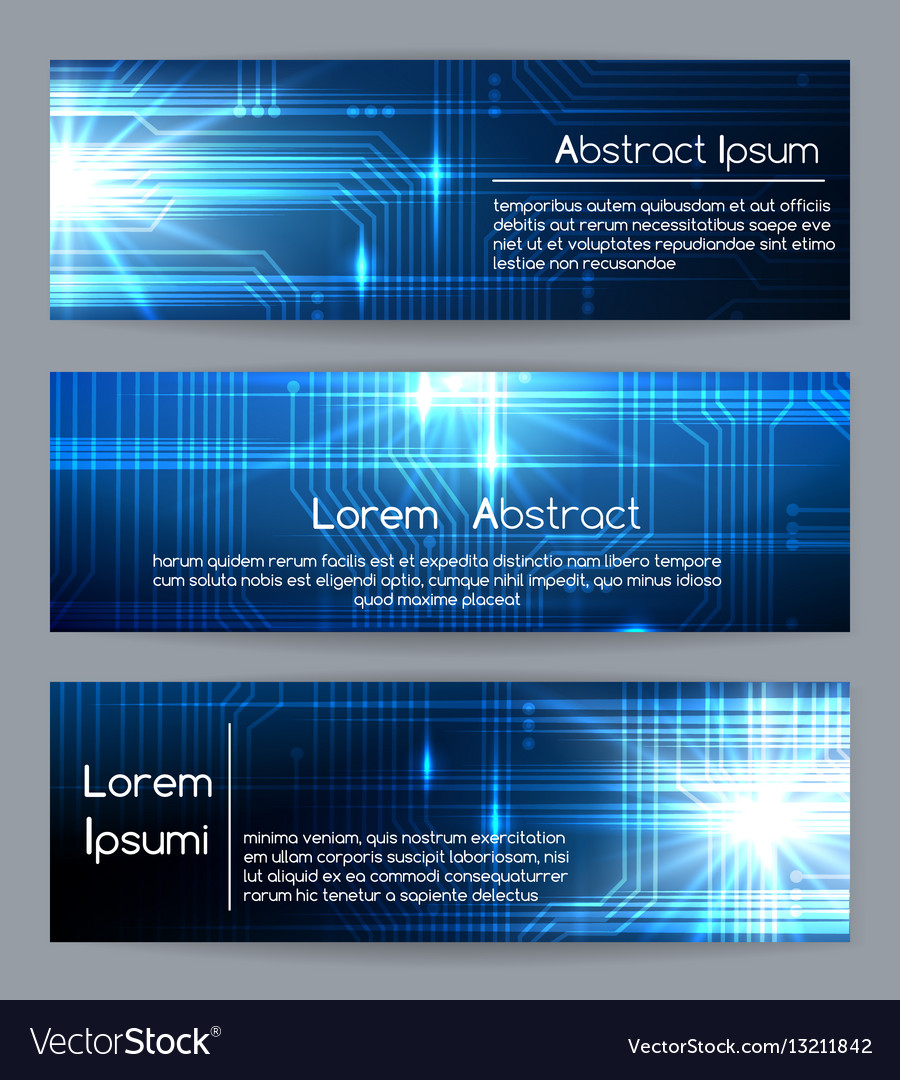 Abstract Ipsum
temporibus autem quibusdam et aut officiis
debitis aut rerum necessitatibus saepe eve
niet ut et voluptates repudiandae sint etimo
lestiae non recusandae
Lorem Abstract
harum quidem rerum facilis est et expedita distinctio nam libero tempore
cum soluta nobis est eligendi optio, cumque nihil impedit, quo minus idioso
quod maxime placeat
Lorem
Ipsumi
minima veniam, quis nostrum exercitation
em ullam corporis suscipit laboriosam, nisi
lut aliquid ex ea commodi consequaturrer
rarum hic tenetur a sapiente delectus
VectorStock®
VectorStock.com/13211842